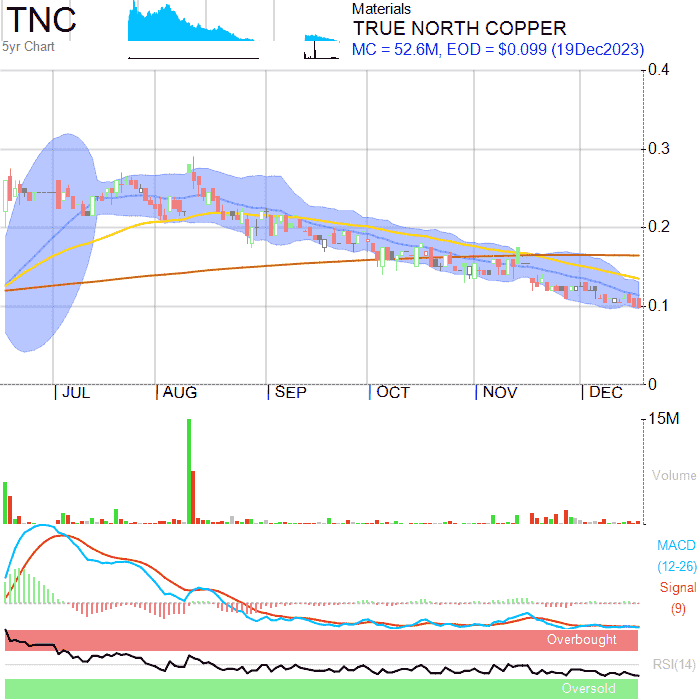 TNC
5yr Chart
Materials
TRUE NORTH COPPER
MC = 52.6M, EOD = $0.099 (19Dec2023)
0.4
0.3
0.2
0.1
0
JUL AUG SEP OCT NOV DEC
15M
Volume
MACD
(12-26)
Signal
(9)
Overbought
RSI(14)
Oversold